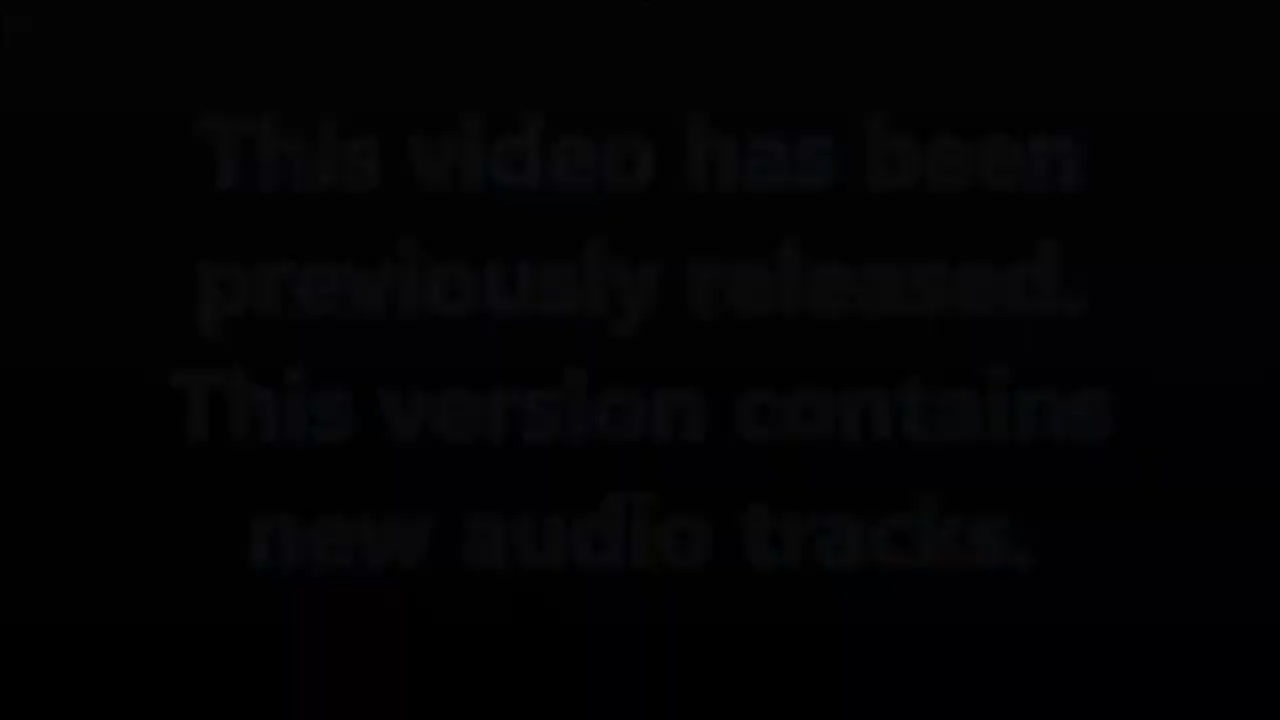 This video has been
previously released.
This version contains
new audio tracks.